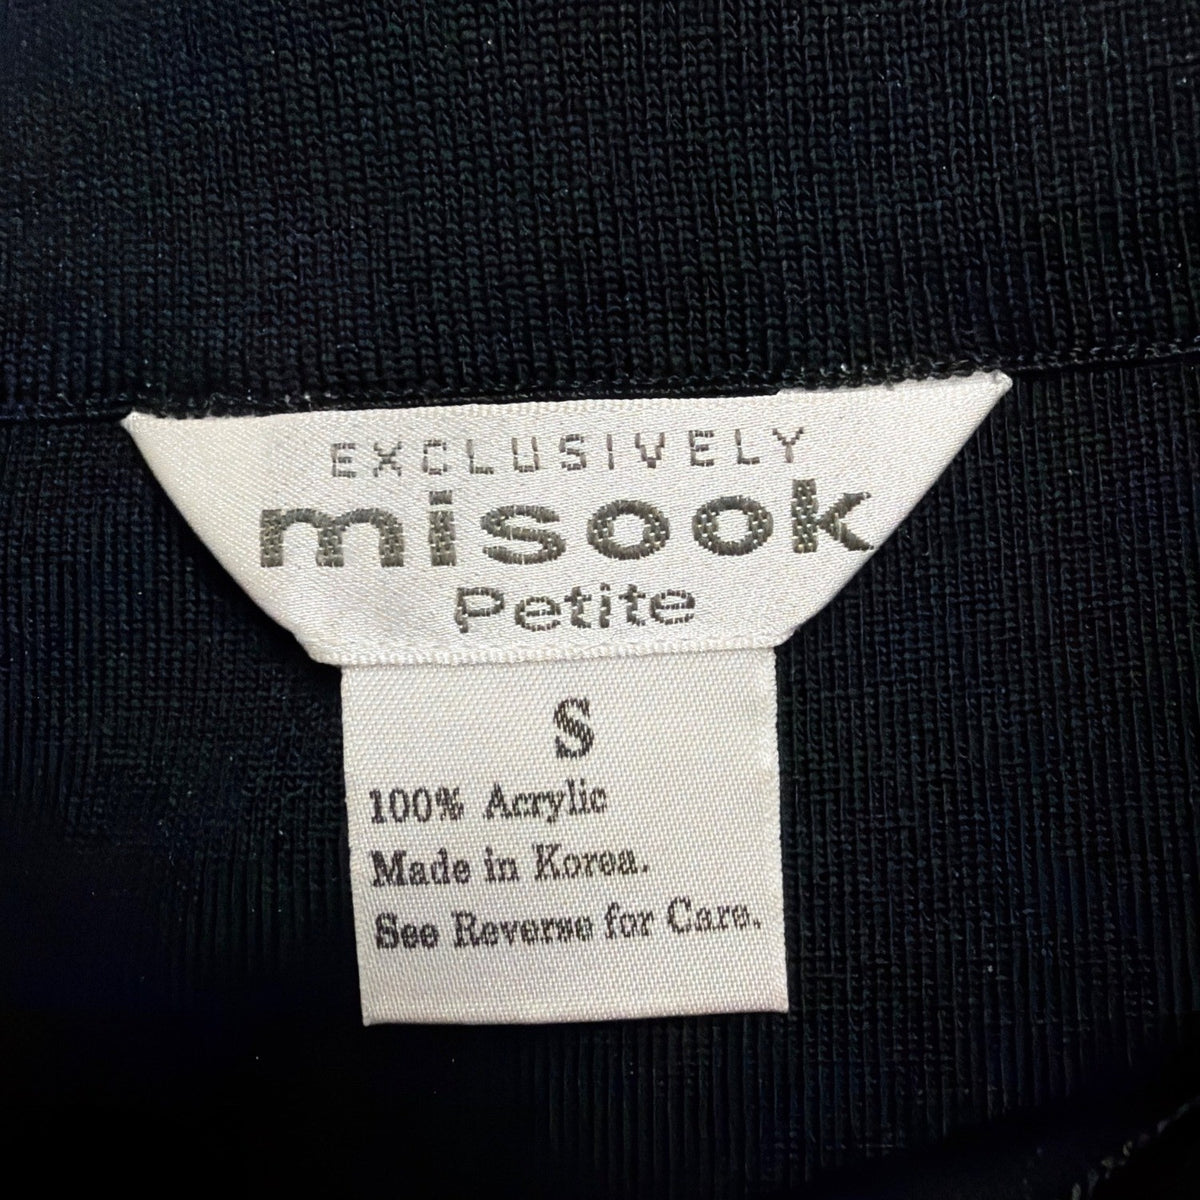 EXCLUSIVELY
misook
Petite
S
100% Acrylic
Made in Korea.
See Reverse for Care.